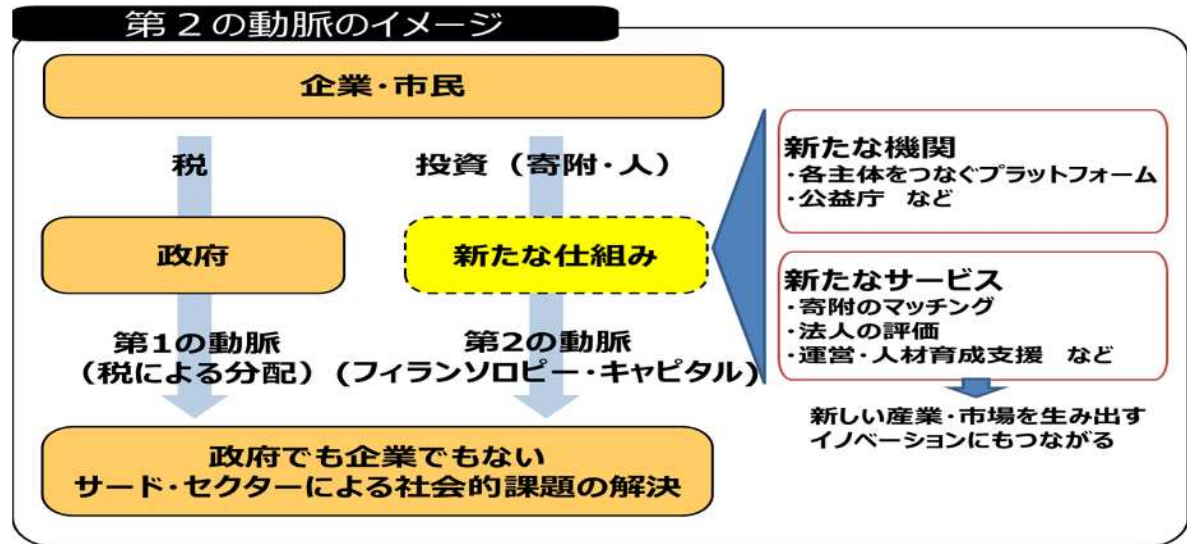 第2の動脈のイメージ
企業・市民
税
投資（寄附・人）
政府
新たな仕組み
第1の動脈
（税による分配）
第2の動脈
（フィランソロピー・キャピタル）
政府でも企業でもない
サード・セクターによる社会的課題の解決
新たな機関
・各主体をつなぐプラットフォーム
・公益庁　など
新たなサービス
・寄附のマッチング
・法人の評価
・運営・人材育成支援　など
新しい産業・市場を生み出す
イノベーションにもつながる